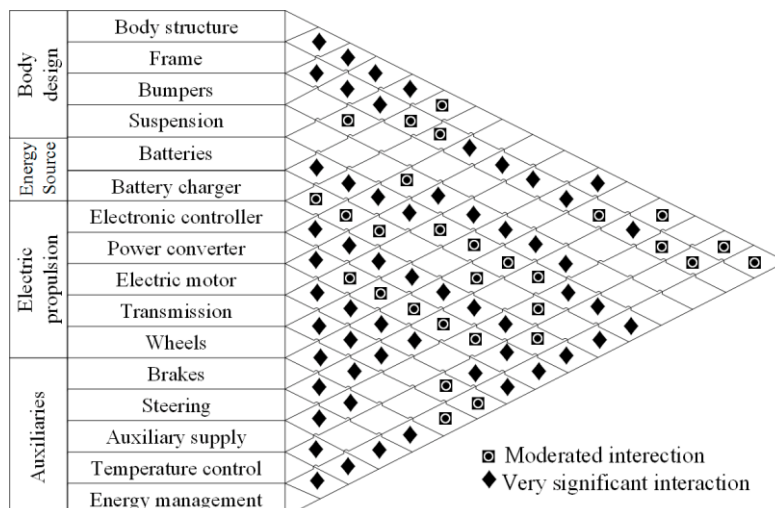 Body design
Body structure
Frame
Bumpers
Suspension
Energy Source
Batteries
Battery charger
Electric propulsion
Electronic controller
Power converter
Electric motor
Transmission
Wheels
Auxiliaries
Brakes
Steering
Auxiliary supply
Temperature control
Energy management
Moderated interection
Very significant interaction